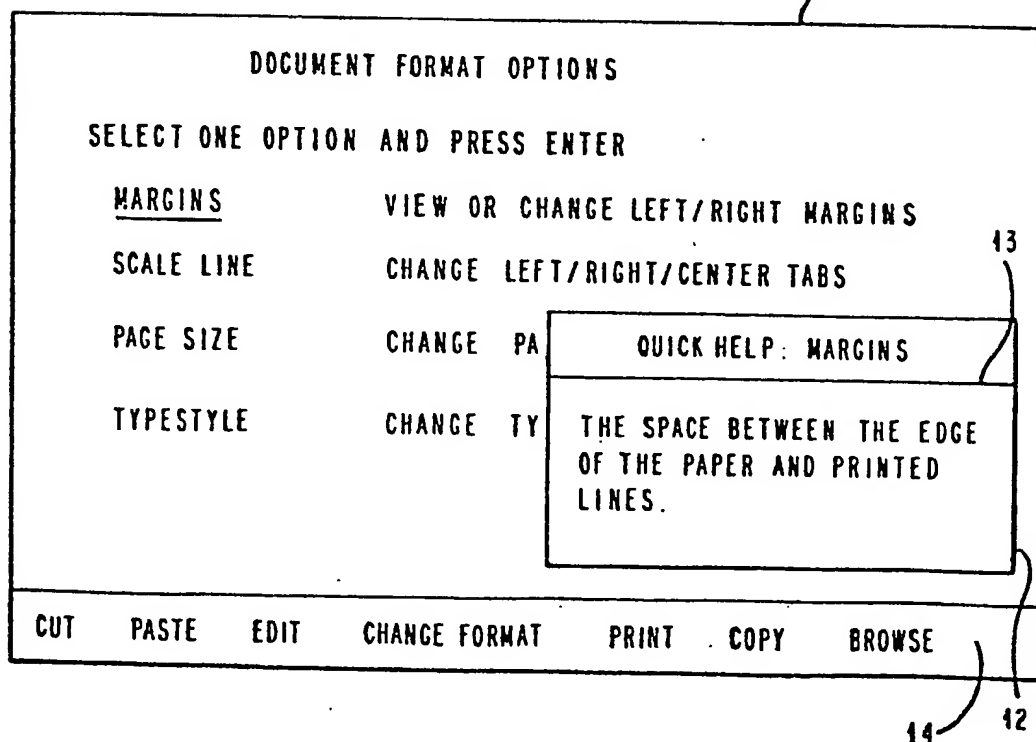 DOCUMENT FORMAT OPTIONS
SELECT ONE OPTION AND PRESS ENTER
MARGINS VIEW OR CHANGE LEFT/RIGHT MARGINS
SCALE LINE CHANGE LEFT/RIGHT/CENTER TABS
13
PAGE SIZE CHANGE PA
TYPESTYLE CHANGE TY
QUICK HELP: MARGINS
THE SPACE BETWEEN THE EDGE
OF THE PAPER AND PRINTED
LINES.
CUT PASTE EDIT CHANGE FORMAT PRINT COPY BROWSE
12